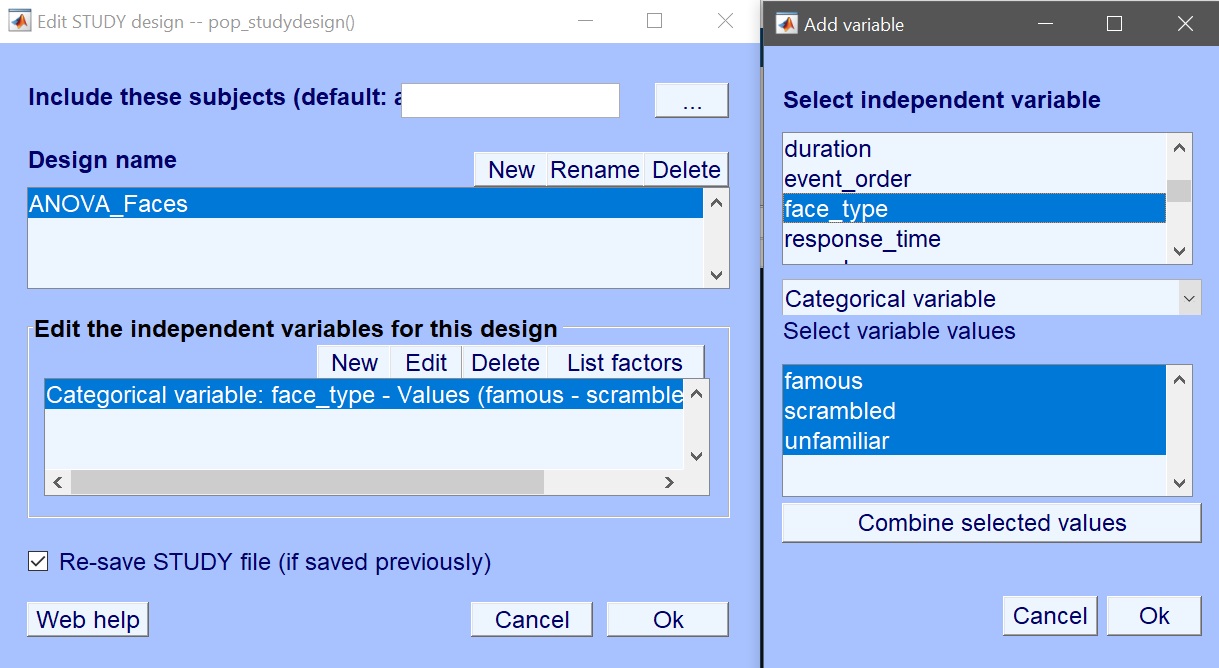 Edit STUDY design -- pop_studydesign()
Include these subjects (default: a
...
Design name
New Rename Delete
ANOVA_Faces
Edit the independent variables for this design
New Edit Delete List factors
Categorical variable: face_type - Values (famous - scramble
Re-save STUDY file (if saved previously)
Web help
Cancel
Ok
Add variable
Select independent variable
duration
event_order
face_type
response_time
Categorical variable
Select variable values
famous
scrambled
unfamiliar
Combine selected values
Cancel
Ok